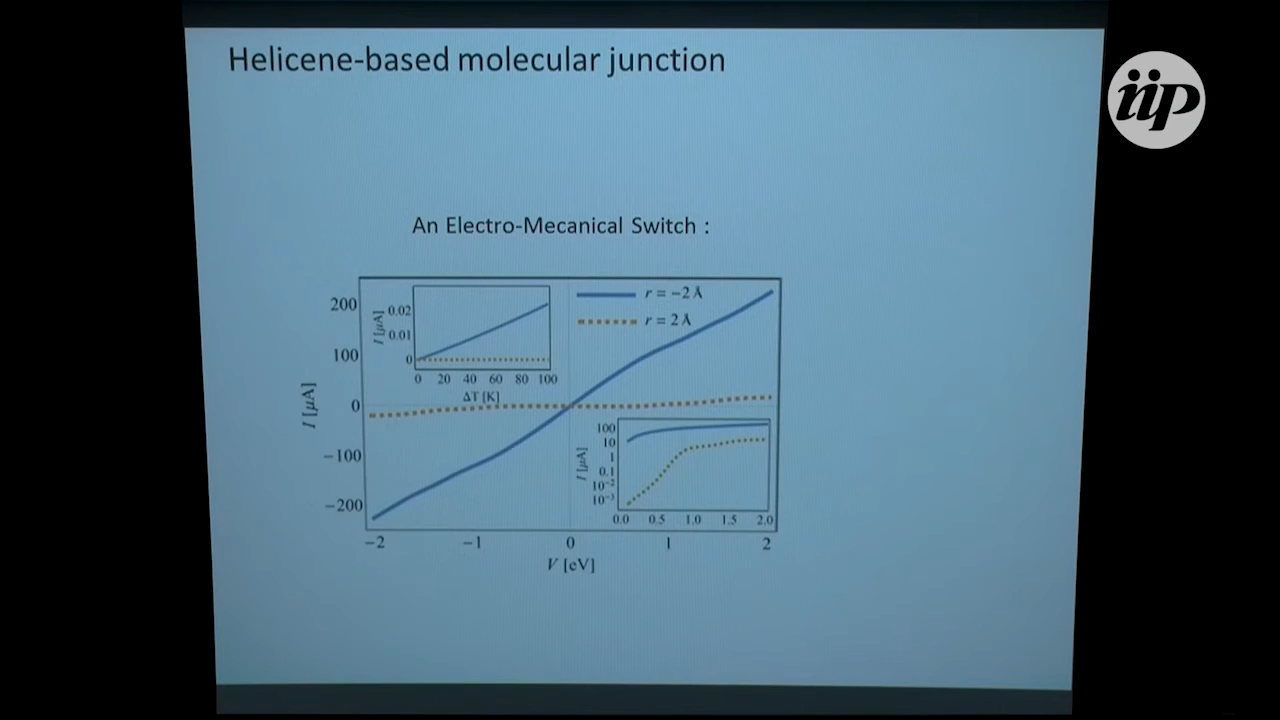 Helicene-based molecular junction
iip
An Electro-Mecanical Switch :
r = −2 Å
r = 2 Å
I [µA]
200
100
0
−100
−200
−2
−1
0
1
2
V [eV]
I [µA]
0.02
0.01
0
0 20 40 60 80 100
ΔT [K]
I [µA]
100
10
1
0.1
10⁻²
10⁻³
0.0 0.5 1.0 1.5 2.0